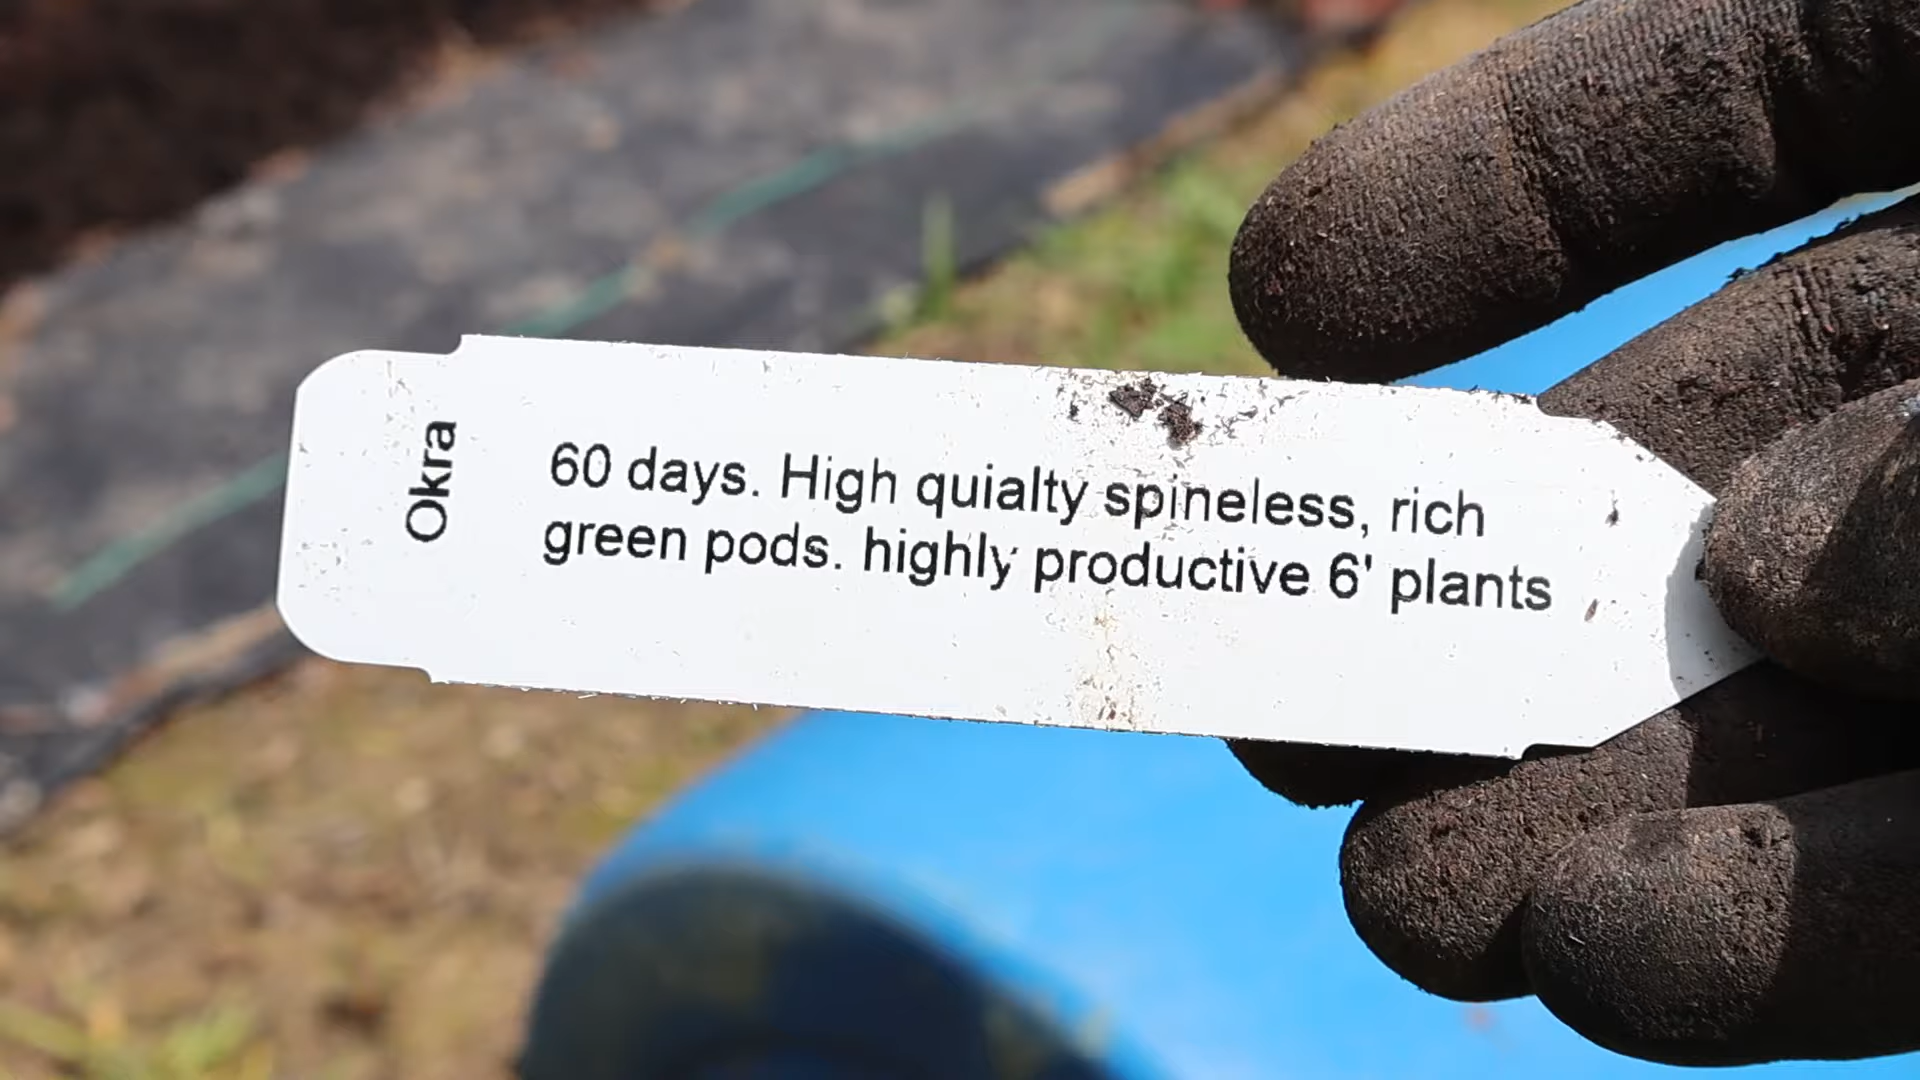 Okra
60 days. High quialty spineless, rich
green pods. highly productive 6' plants